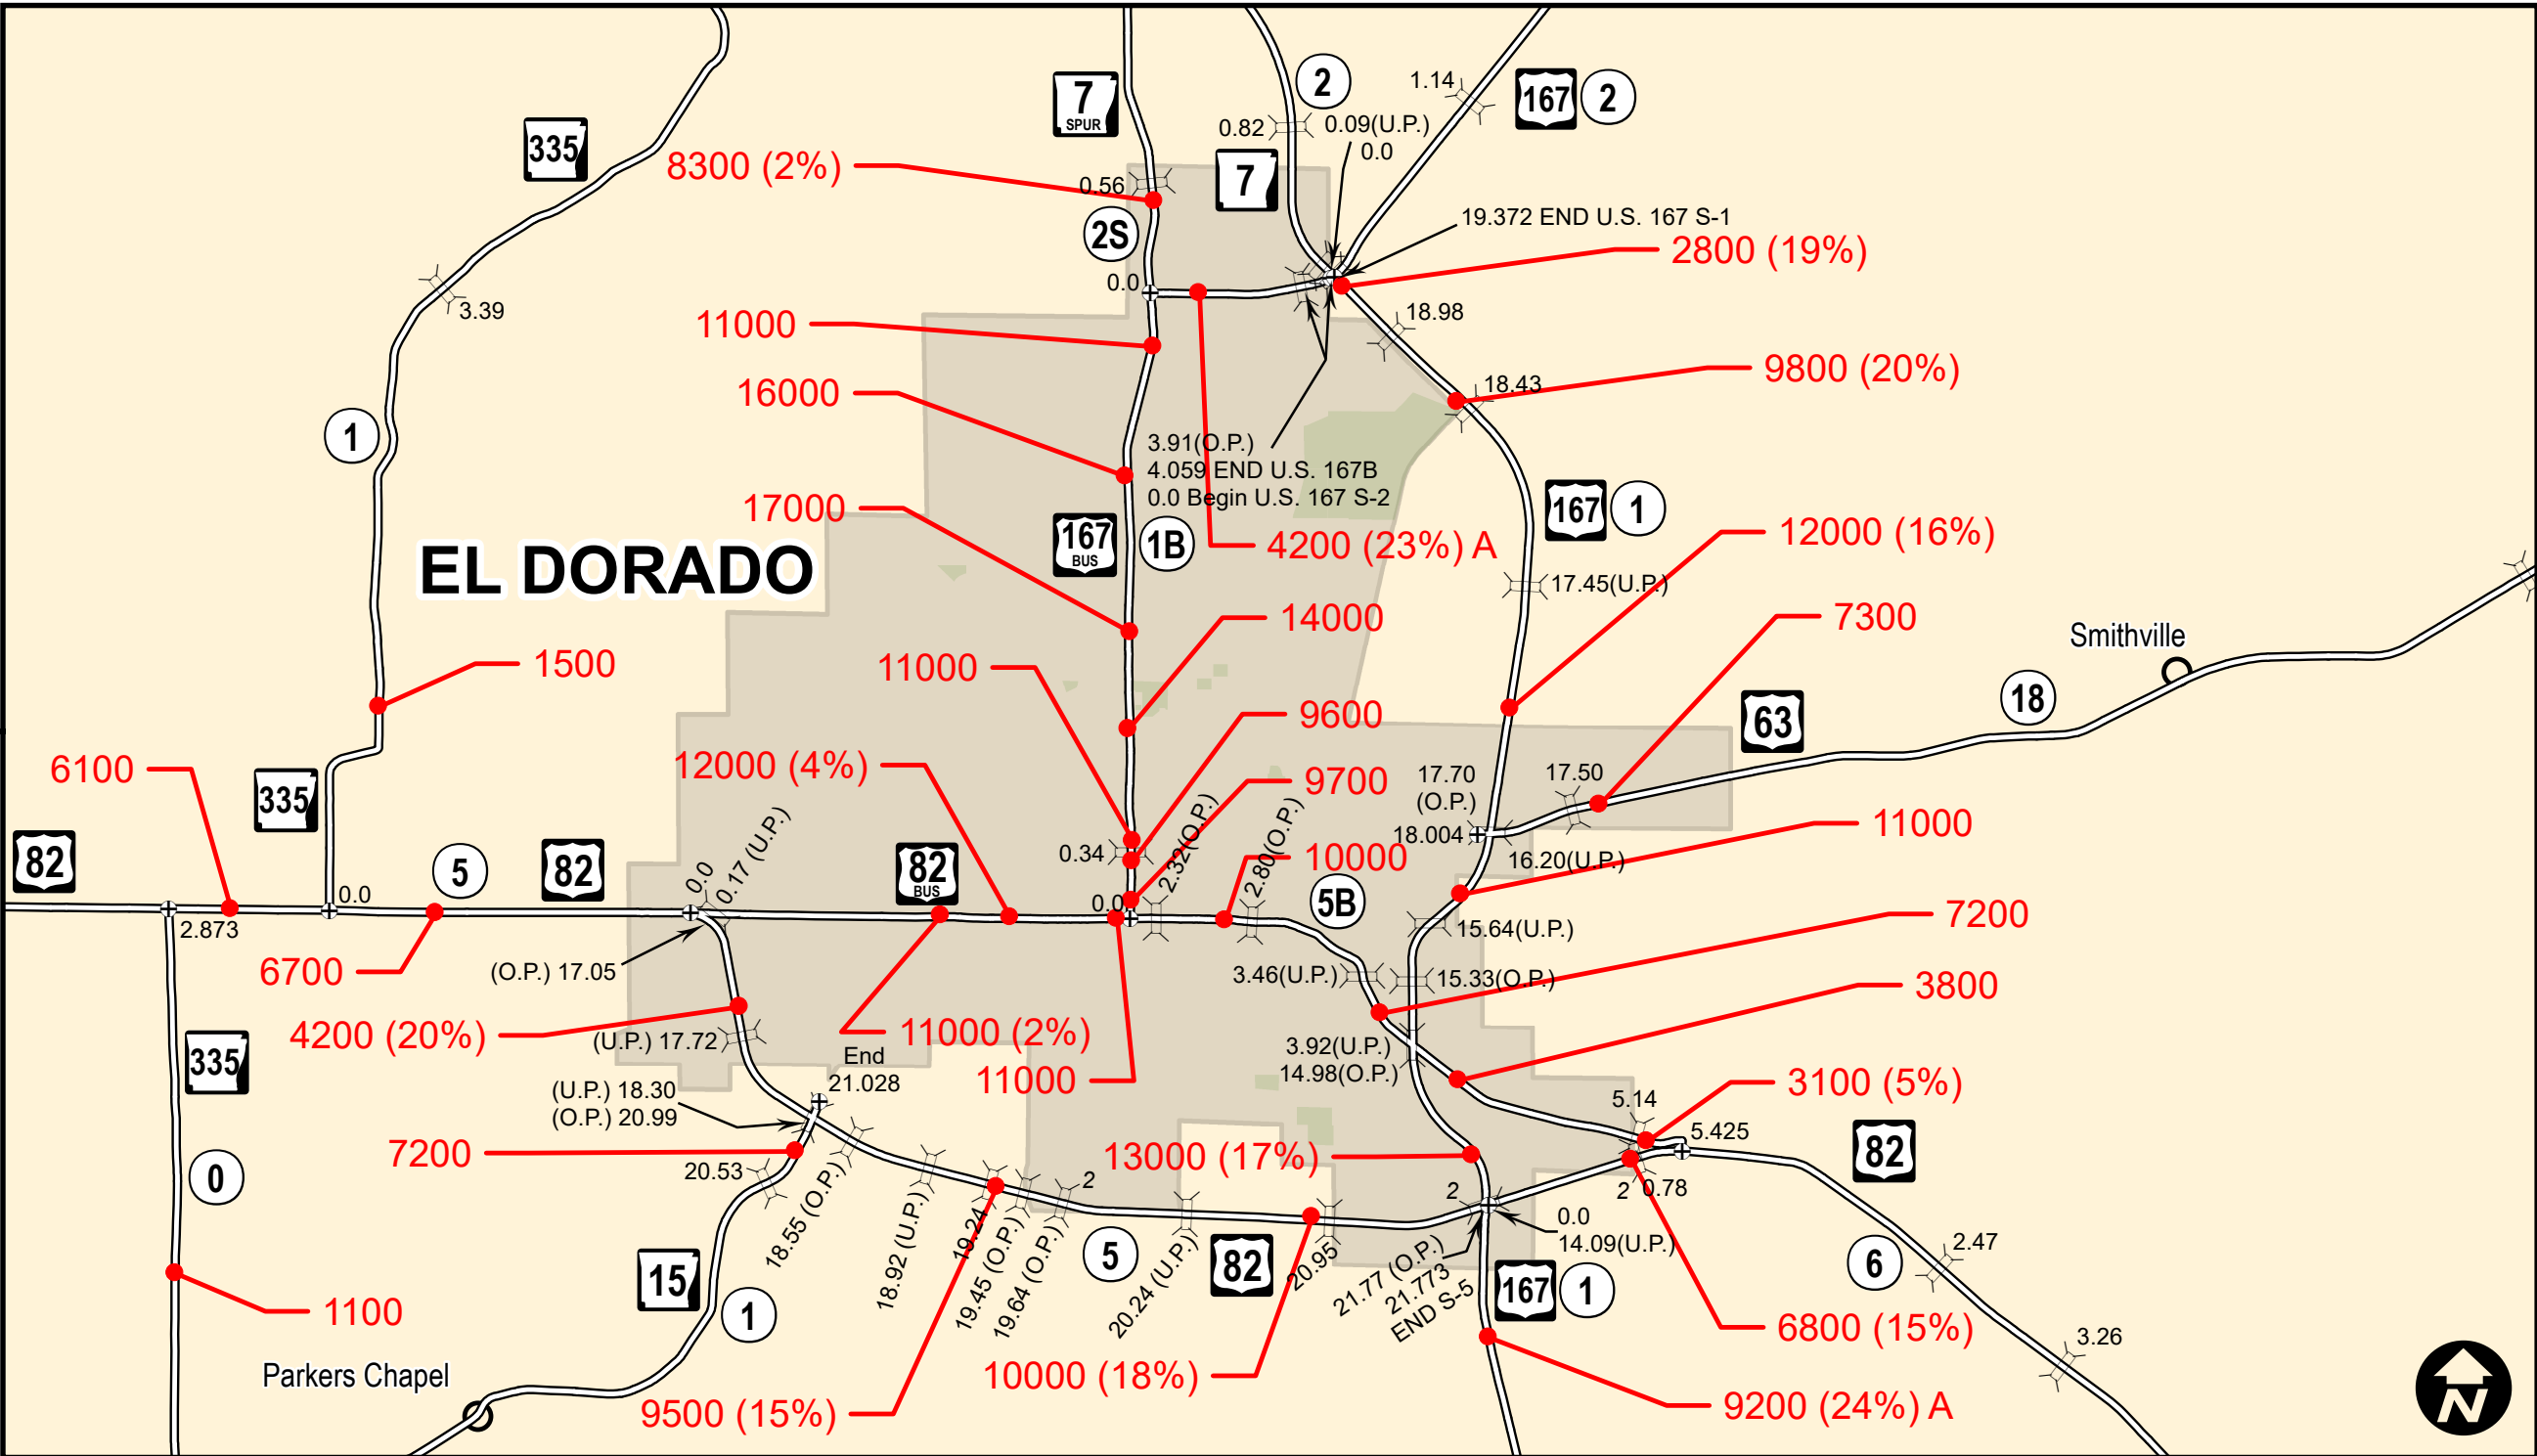 7
SPUR
2
1.14
167
2
335
8300 (2%)
0.82
0.09(U.P.)
0.0
0.56
7
2S
19.372 END U.S. 167 S-1
2800 (19%)
0.0
3.39
11000
18.98
16000
18.43
9800 (20%)
1
3.91(O.P.)
4.059 END U.S. 167B
0.0 Begin U.S. 167 S-2
17000
167
BUS
1B
4200 (23%) A
167
1
12000 (16%)
EL DORADO
17.45(U.P.)
14000
7300
Smithville
1500
11000
9600
63
18
6100
12000 (4%)
9700
17.70
(O.P.)
17.50
335
0.17 (U.P.)
0.0
2.32(O.P.)
2.80(O.P.)
18.004
11000
82
5
82
82
BUS
0.34
10000
16.20(U.P.)
0.0
0.0
5B
7200
2.873
15.64(U.P.)
6700
(O.P.) 17.05
3.46(U.P.)
15.33(O.P.)
3800
4200 (20%)
(U.P.) 17.72
11000 (2%)
335
End
21.028
11000
3.92(U.P.)
14.98(O.P.)
3100 (5%)
(U.P.) 18.30
(O.P.) 20.99
5.14
5.425
7200
20.53
13000 (17%)
82
0
18.55 (O.P.)
18.92 (U.P.)
19.24
19.45 (O.P.)
19.64 (O.P.)
2
2
2
0.78
0.0
14.09(U.P.)
15
1
5
20.24 (U.P.)
82
20.95
21.77 (O.P.)
21.773
END S-5
167
1
6
2.47
1100
6800 (15%)
3.26
Parkers Chapel
10000 (18%)
9500 (15%)
9200 (24%) A
N